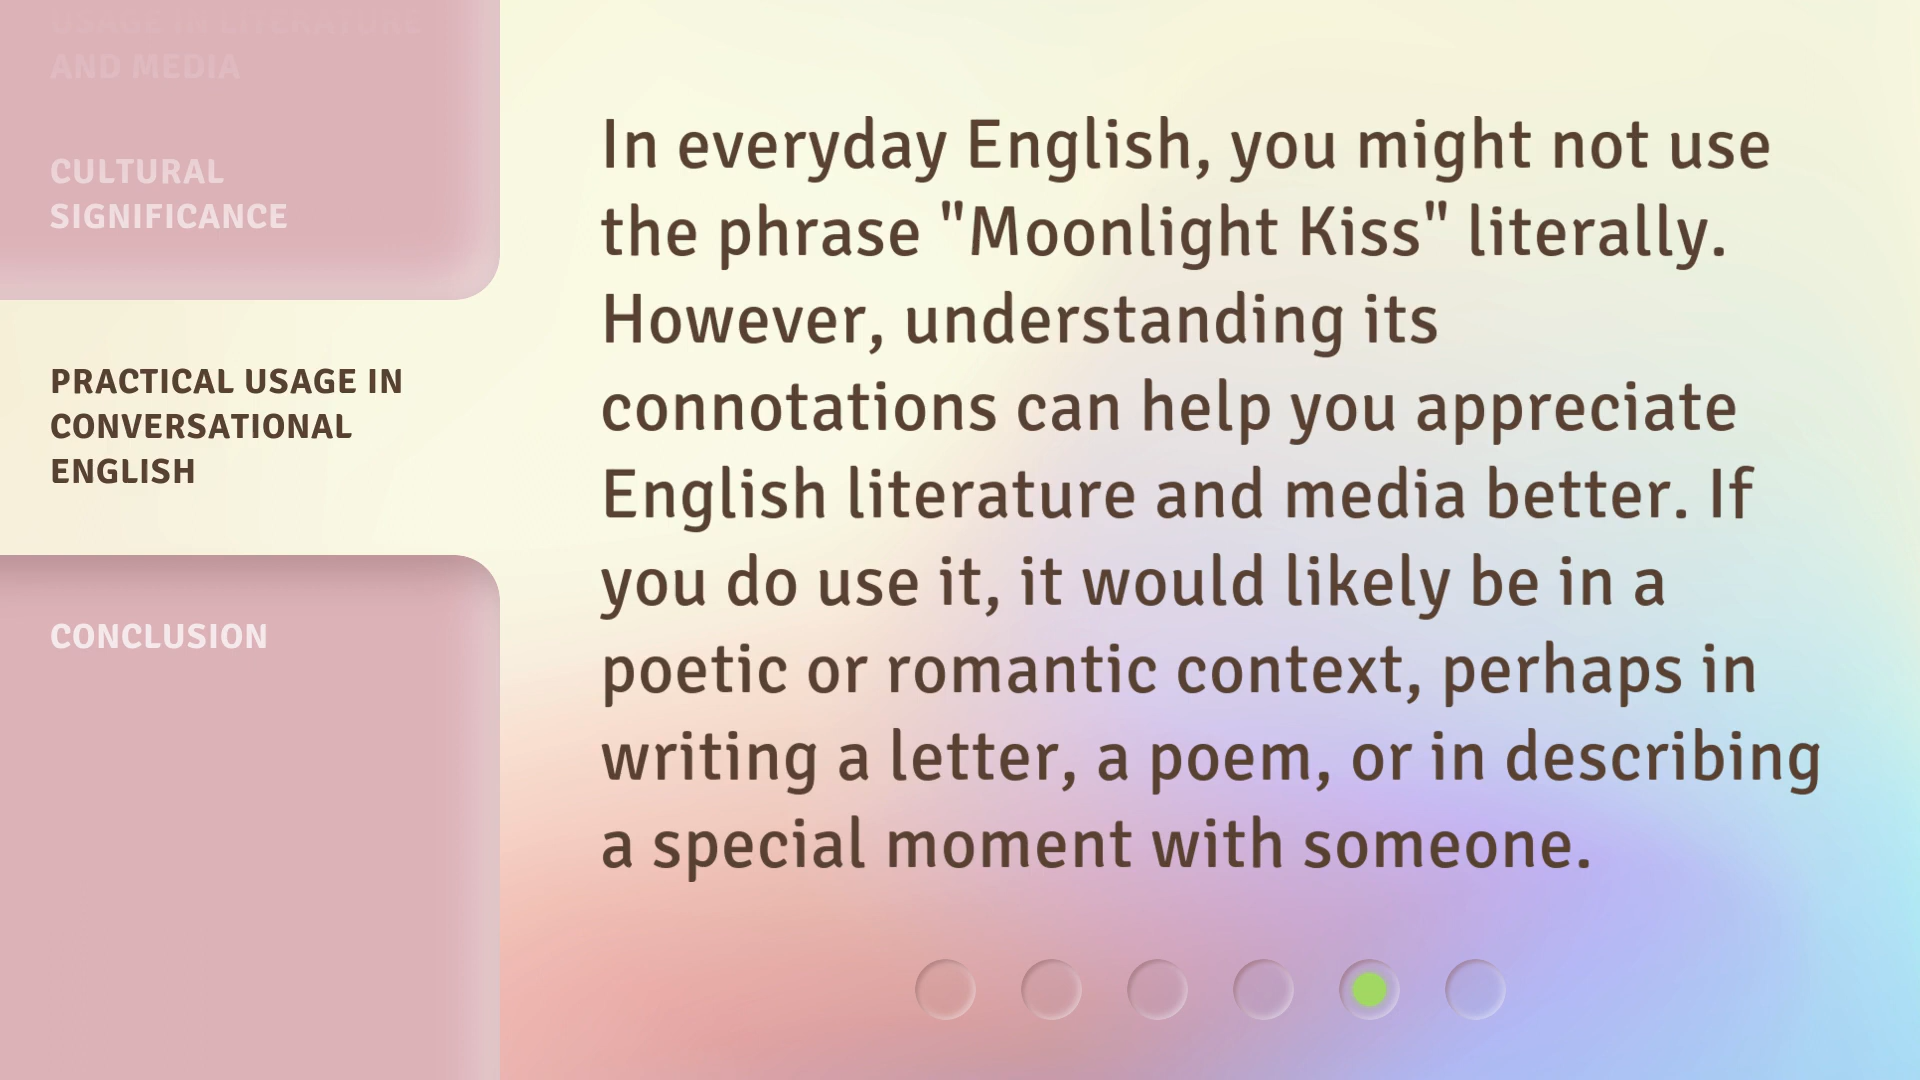 USAGE IN LITERATURE
AND MEDIA
CULTURAL
SIGNIFICANCE
PRACTICAL USAGE IN
CONVERSATIONAL
ENGLISH
CONCLUSION
In everyday English, you might not use
the phrase "Moonlight Kiss" literally.
However, understanding its
connotations can help you appreciate
English literature and media better. If
you do use it, it would likely be in a
poetic or romantic context, perhaps in
writing a letter, a poem, or in describing
a special moment with someone.